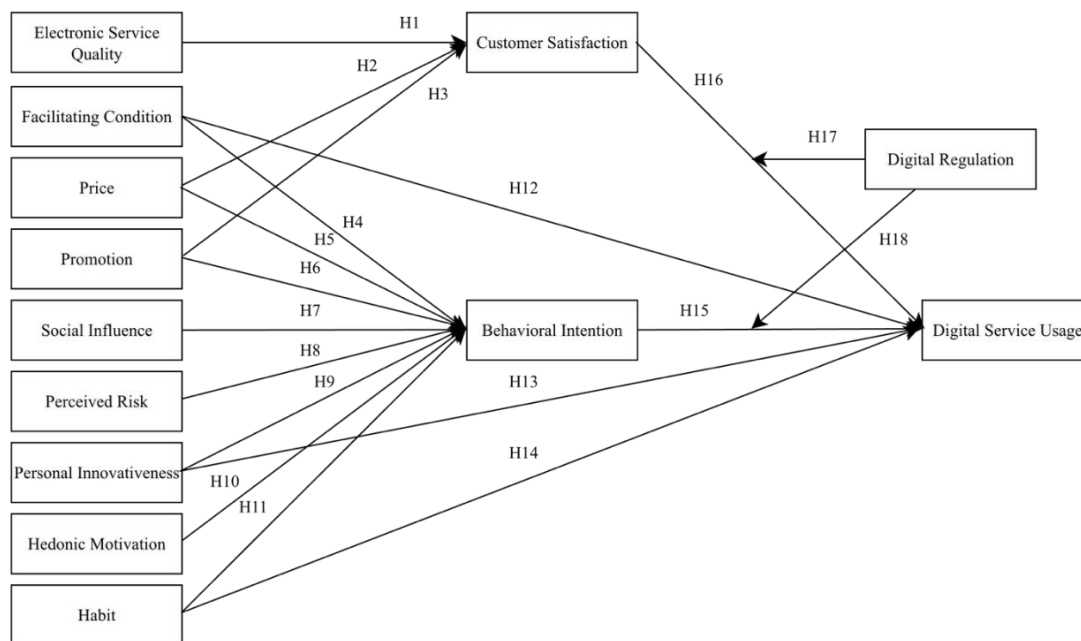 Electronic Service
Quality
H1
Customer Satisfaction
H2
H3
H16
Facilitating Condition
H17
Digital Regulation
Price
H12
H4
H5
H18
Promotion
H6
Social Influence
H7
Behavioral Intention
H15
Digital Service Usage
H8
Perceived Risk
H9
H13
Personal Innovativeness
H14
H10
H11
Hedonic Motivation
Habit